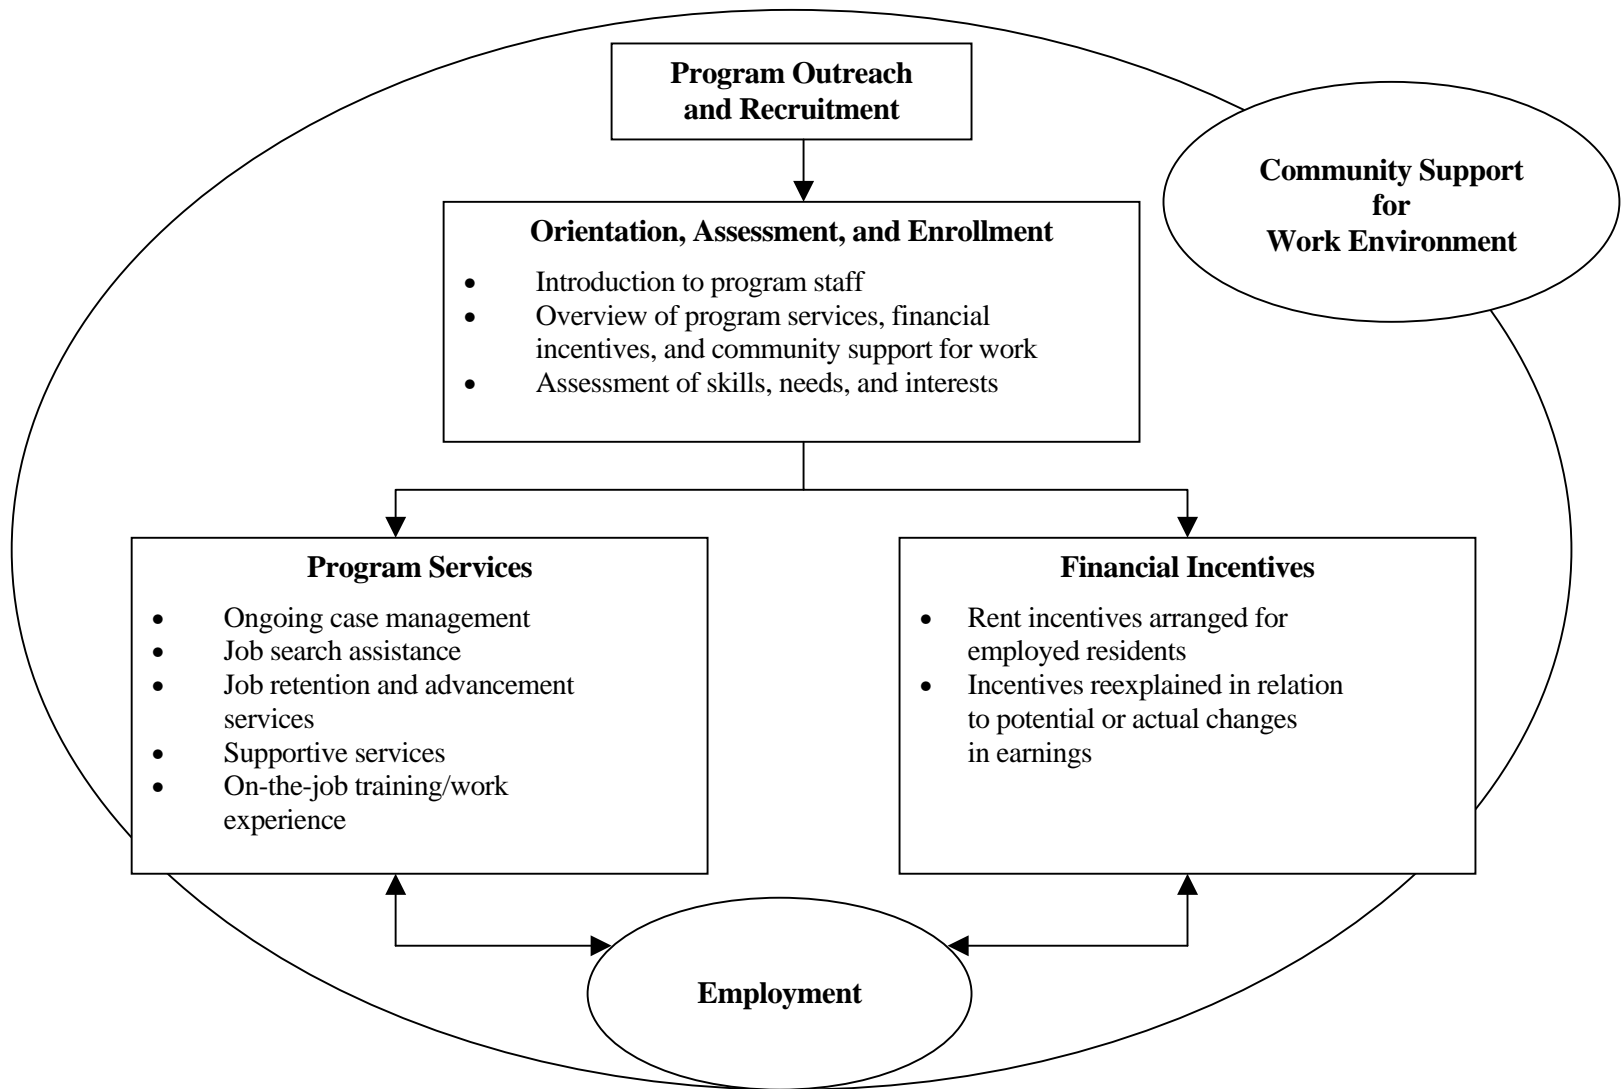 Program Outreach
and Recruitment
Community Support
for
Work Environment
Orientation, Assessment, and Enrollment
• Introduction to program staff
• Overview of program services, financial
incentives, and community support for work
• Assessment of skills, needs, and interests
Program Services
• Ongoing case management
• Job search assistance
• Job retention and advancement
services
• Supportive services
• On-the-job training/work
experience
Financial Incentives
• Rent incentives arranged for
employed residents
• Incentives reexplained in relation
to potential or actual changes
in earnings
Employment